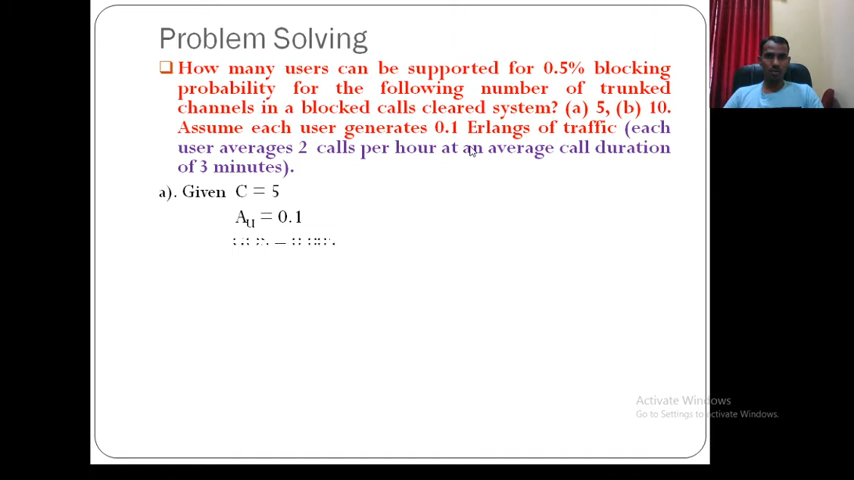 Problem Solving
How many users can be supported for 0.5% blocking
probability for the following number of trunked
channels in a blocked calls cleared system? (a) 5, (b) 10.
Assume each user generates 0.1 Erlangs of traffic (each
user averages 2 calls per hour at an average call duration
of 3 minutes).
a). Given C = 5
Au = 0.1
Activate Windows
Go to Settings to activate Windows.